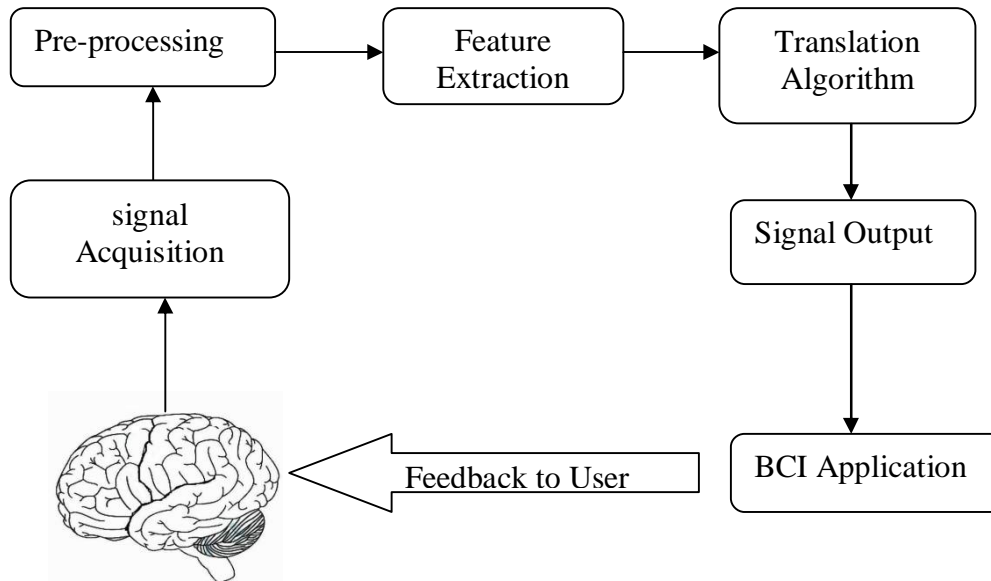 Pre-processing
Feature
Extraction
Translation
Algorithm
signal
Acquisition
Signal Output
Feedback to User
BCI Application